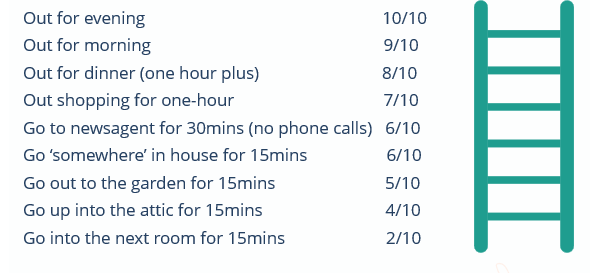 Out for evening 10/10
Out for morning 9/10
Out for dinner (one hour plus) 8/10
Out shopping for one-hour 7/10
Go to newsagent for 30mins (no phone calls) 6/10
Go ‘somewhere’ in house for 15mins 6/10
Go out to the garden for 15mins 5/10
Go up into the attic for 15mins 4/10
Go into the next room for 15mins 2/10